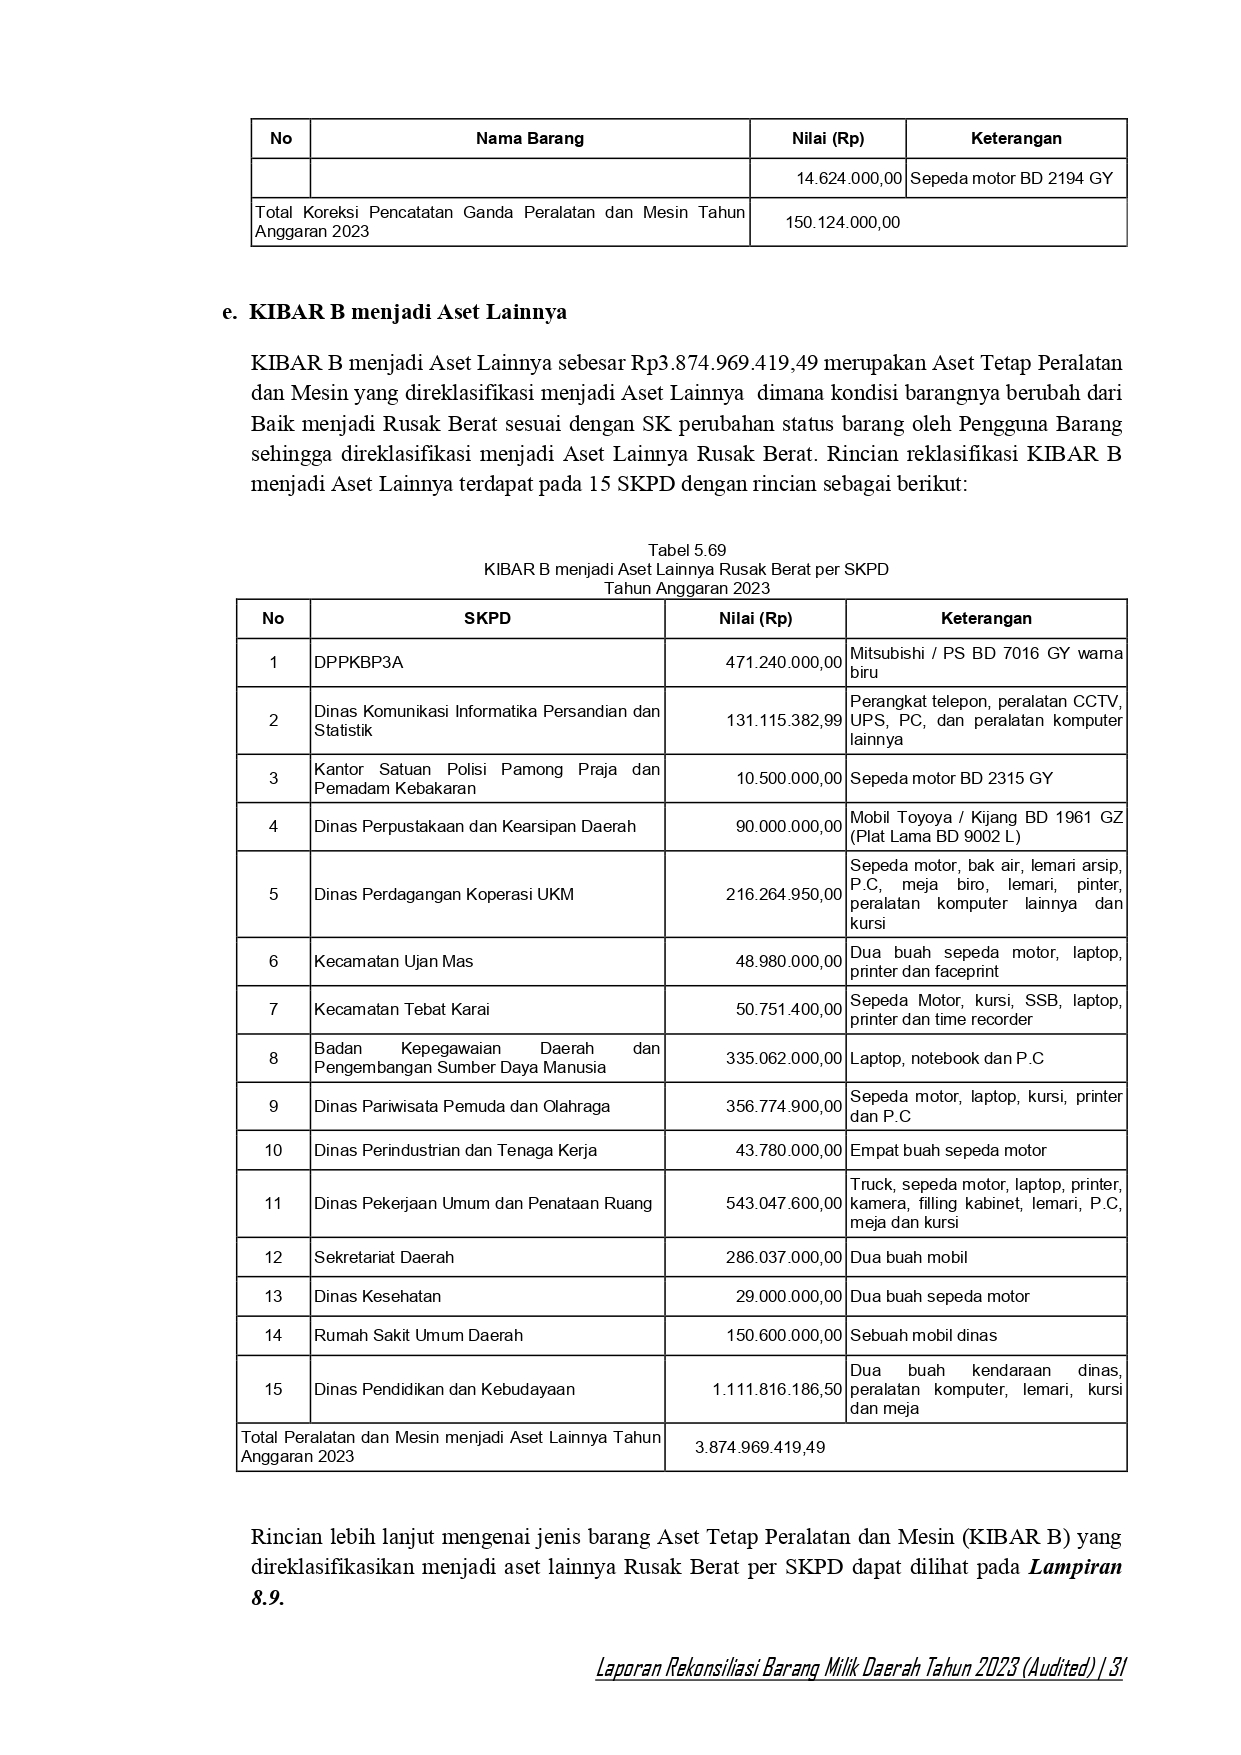 No Nama Barang Nilai (Rp) Keterangan
14.624.000,00 Sepeda motor BD 2194 GY
Total Koreksi Pencatatan Ganda Peralatan dan Mesin Tahun
Anggaran 2023
150.124.000,00
e. KIBAR B menjadi Aset Lainnya
KIBAR B menjadi Aset Lainnya sebesar Rp3.874.969.419,49 merupakan Aset Tetap Peralatan
dan Mesin yang direklasifikasi menjadi Aset Lainnya dimana kondisi barangnya berubah dari
Baik menjadi Rusak Berat sesuai dengan SK perubahan status barang oleh Pengguna Barang
sehingga direklasifikasi menjadi Aset Lainnya Rusak Berat. Rincian reklasifikasi KIBAR B
menjadi Aset Lainnya terdapat pada 15 SKPD dengan rincian sebagai berikut:
Tabel 5.69
KIBAR B menjadi Aset Lainnya Rusak Berat per SKPD
Tahun Anggaran 2023
No SKPD Nilai (Rp) Keterangan
1 DPPKBP3A 471.240.000,00 Mitsubishi / PS BD 7016 GY warna
biru
2 Dinas Komunikasi Informatika Persandian dan
Statistik
131.115.382,99
Perangkat telepon, peralatan CCTV,
UPS, PC, dan peralatan komputer
lainnya
3 Kantor Satuan Polisi Pamong Praja dan
Pemadam Kebakaran
10.500.000,00 Sepeda motor BD 2315 GY
4 Dinas Perpustakaan dan Kearsipan Daerah 90.000.000,00 Mobil Toyoya / Kijang BD 1961 GZ
(Plat Lama BD 9002 L)
5 Dinas Perdagangan Koperasi UKM 216.264.950,00
Sepeda motor, bak air, lemari arsip,
P.C, meja biro, lemari, pinter,
peralatan komputer lainnya dan
kursi
6 Kecamatan Ujan Mas 48.980.000,00 Dua buah sepeda motor, laptop,
printer dan faceprint
7 Kecamatan Tebat Karai 50.751.400,00 Sepeda Motor, kursi, SSB, laptop,
printer dan time recorder
8 Badan Kepegawaian Daerah dan
Pengembangan Sumber Daya Manusia
335.062.000,00 Laptop, notebook dan P.C
9 Dinas Pariwisata Pemuda dan Olahraga 356.774.900,00 Sepeda motor, laptop, kursi, printer
dan P.C
10 Dinas Perindustrian dan Tenaga Kerja 43.780.000,00 Empat buah sepeda motor
11 Dinas Pekerjaan Umum dan Penataan Ruang 543.047.600,00
Truck, sepeda motor, laptop, printer,
kamera, filling kabinet, lemari, P.C,
meja dan kursi
12 Sekretariat Daerah 286.037.000,00 Dua buah mobil
13 Dinas Kesehatan 29.000.000,00 Dua buah sepeda motor
14 Rumah Sakit Umum Daerah 150.600.000,00 Sebuah mobil dinas
15 Dinas Pendidikan dan Kebudayaan 1.111.816.186,50
Dua buah kendaraan dinas,
peralatan komputer, lemari, kursi
dan meja
Total Peralatan dan Mesin menjadi Aset Lainnya Tahun
Anggaran 2023
3.874.969.419,49
Rincian lebih lanjut mengenai jenis barang Aset Tetap Peralatan dan Mesin (KIBAR B) yang
direklasifikasikan menjadi aset lainnya Rusak Berat per SKPD dapat dilihat pada Lampiran
8.9.
Laporan Rekonsiliasi Barang Milik Daerah Tahun 2023 (Audited) | 31